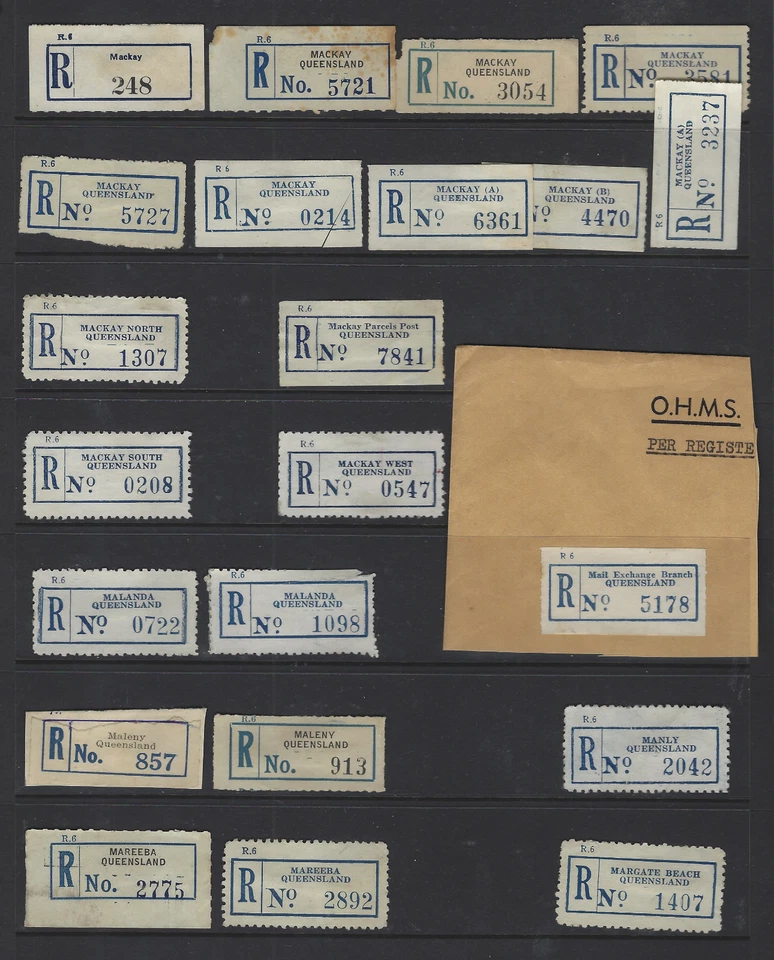 R.6
Mackay
R 248
R.6
MACKAY
QUEENSLAND
R No. 5721
R.6
MACKAY
QUEENSLAND
R No. 3054
R.6
MACKAY
QUEENSLAND
R No. 3581
R 6
MACKAY (A)
QUEENSLAND
R No. 3237
R.6
MACKAY
QUEENSLAND
R No. 5727
R 6
MACKAY
QUEENSLAND
R No. 0214
R.6
MACKAY (A)
QUEENSLAND
R No. 6361
MACKAY (B)
QUEENSLAND
No. 4470
R.6
MACKAY NORTH
QUEENSLAND
R No. 1307
R.6
Mackay Parcels Post
QUEENSLAND
R No. 7841
O.H.M.S.
PER REGISTE
R.6
MACKAY SOUTH
QUEENSLAND
R No. 0208
R.6
MACKAY WEST
QUEENSLAND
R No. 0547
R 6
Mail Exchange Branch
QUEENSLAND
R No. 5178
R.6
MALANDA
QUEENSLAND
R No. 0722
R.6
MALANDA
QUEENSLAND
R No. 1098
Maleny
Queensland
R No. 857
R.6
MALENY
QUEENSLAND
R No. 913
R.6
MANLY
QUEENSLAND
R No. 2042
R.6
MAREEBA
QUEENSLAND
R No. 2775
R.6
MAREEBA
QUEENSLAND
R No. 2892
R.6
MARGATE BEACH
QUEENSLAND
R No. 1407